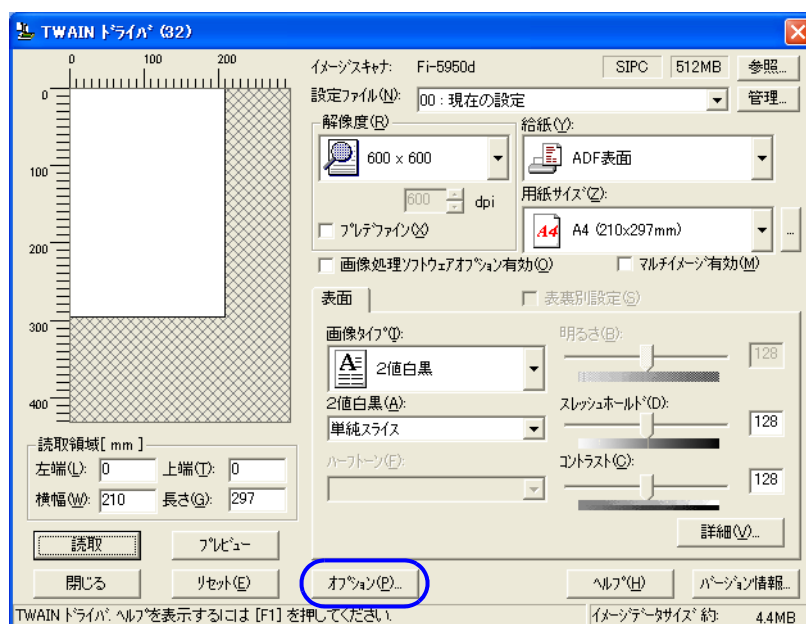 TWAIN ﾄﾞﾗｲﾊﾞ (32)
0 100 200
0
100
200
300
400
ｲﾒｰｼﾞｽｷｬﾅ: Fi-5950d SIPC 512MB 参照...
設定ﾌｧｲﾙ(N): 00 : 現在の設定 管理...
解像度(R)
600 × 600
600 dpi
ﾌﾟﾚﾃﾞﾌｧｲﾝ(X)
給紙(Y):
ADF表面
用紙ｻｲｽﾞ(Z):
A4 A4 (210x297mm) ...
画像処理ｿﾌﾄｳｪｱｵﾌﾟｼｮﾝ有効(O) ﾏﾙﾁｲﾒｰｼﾞ有効(M)
表面 表裏別設定(S)
画像ﾀｲﾌﾟ(I):
A 2値白黒
2値白黒(A):
単純ｽﾗｲｽ
ﾊｰﾌﾄｰﾝ(F):
明るさ(B):
128
ｽﾚｯｼｭﾎｰﾙﾄﾞ(D):
128
ｺﾝﾄﾗｽﾄ(C):
128
詳細(V)...
読取領域[ mm ]
左端(L): 0 上端(T): 0
横幅(W): 210 長さ(G): 297
読取 ﾌﾟﾚﾋﾞｭｰ
閉じる ﾘｾｯﾄ(E) ｵﾌﾟｼｮﾝ(P)... ﾍﾙﾌﾟ(H) ﾊﾞｰｼﾞｮﾝ情報...
TWAIN ﾄﾞﾗｲﾊﾞ. ﾍﾙﾌﾟを表示するには [F1] を押してください. ｲﾒｰｼﾞﾃﾞｰﾀｻｲｽﾞ約: 4.4MB